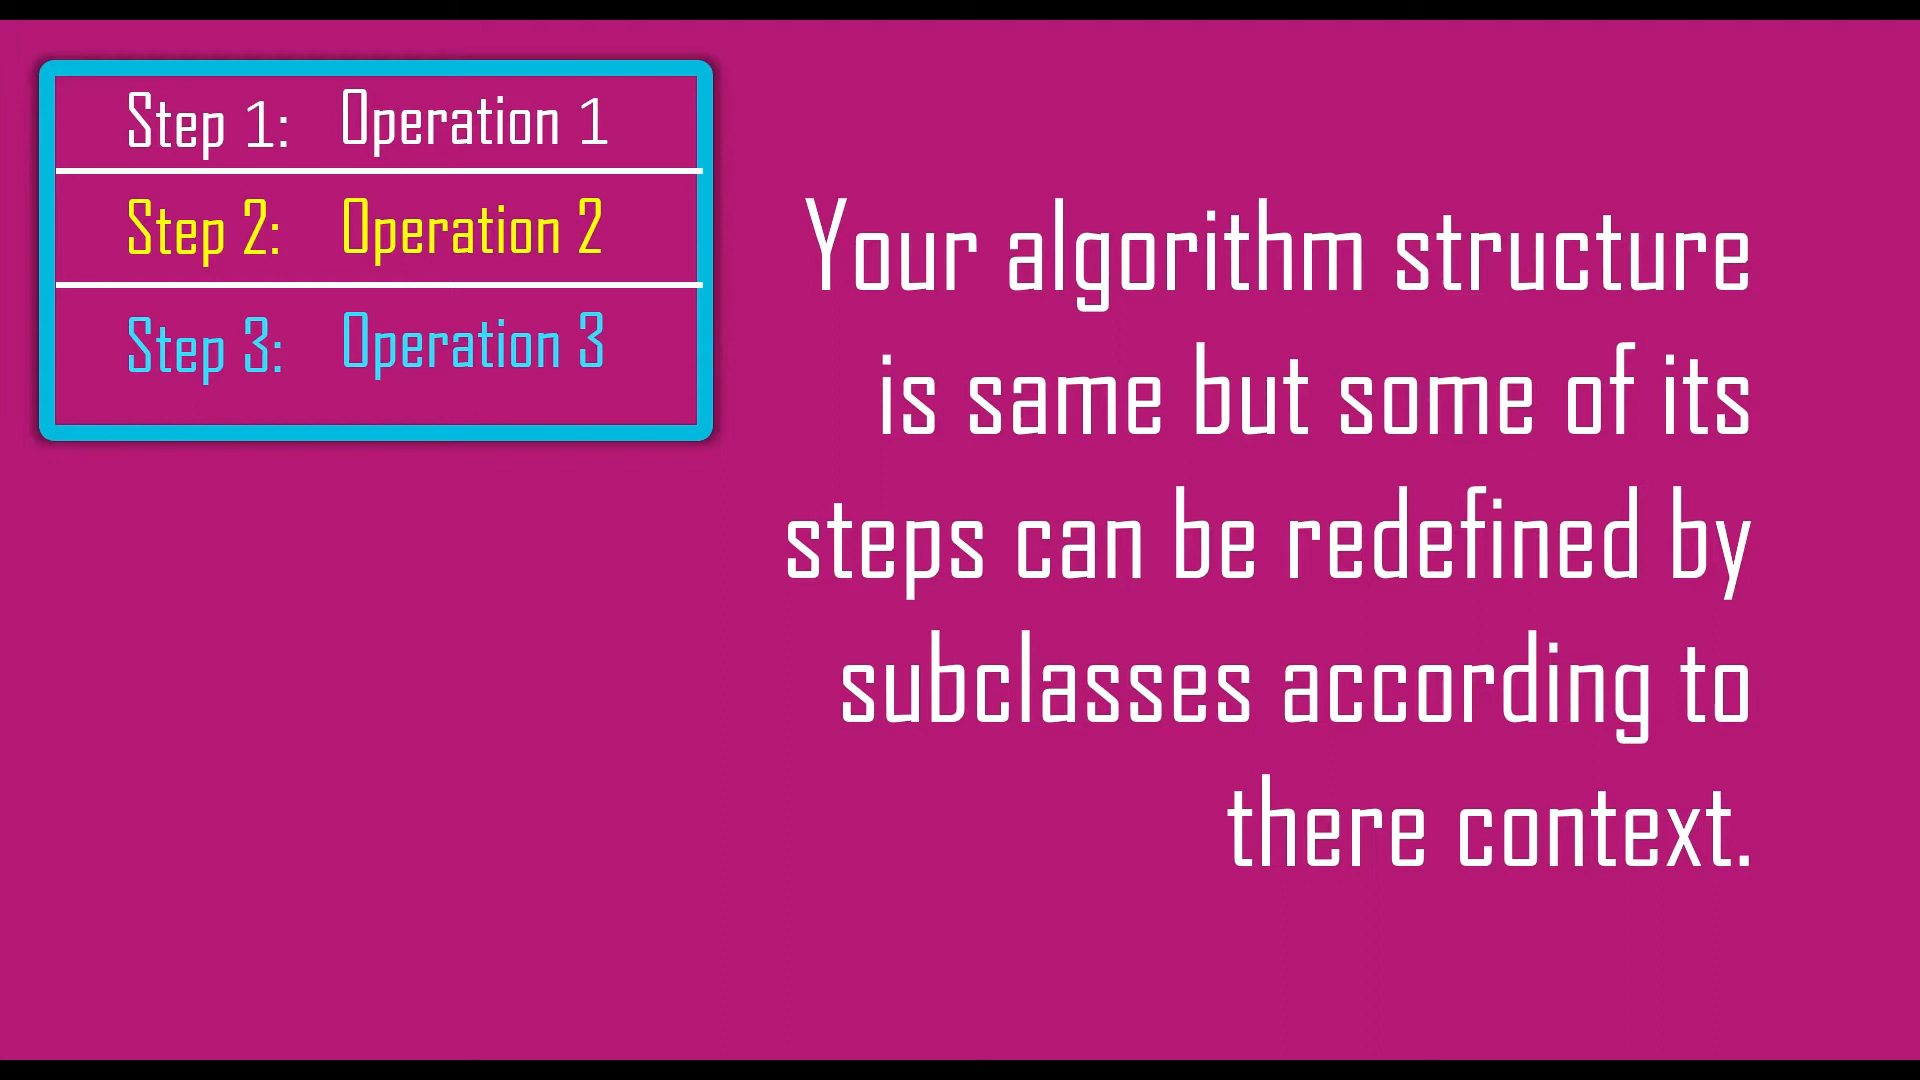 Step 1: Operation 1
Step 2: Operation 2
Step 3: Operation 3
Your algorithm structure
is same but some of its
steps can be redefined by
subclasses according to
there context.